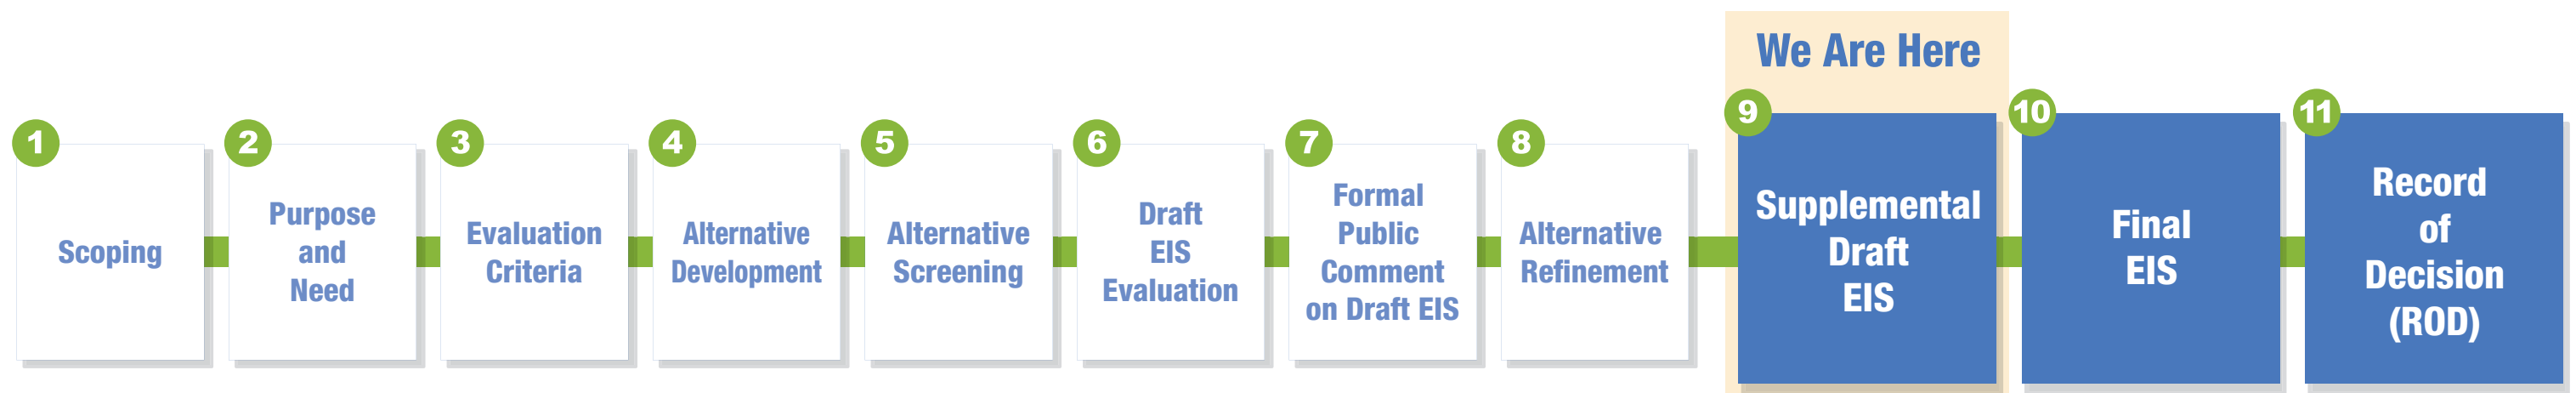 We Are Here
1
Scoping
2
Purpose
and
Need
3
Evaluation
Criteria
4
Alternative
Development
5
Alternative
Screening
6
Draft
EIS
Evaluation
7
Formal
Public
Comment
on Draft EIS
8
Alternative
Refinement
9
Supplemental
Draft
EIS
10
Final
EIS
11
Record
of
Decision
(ROD)